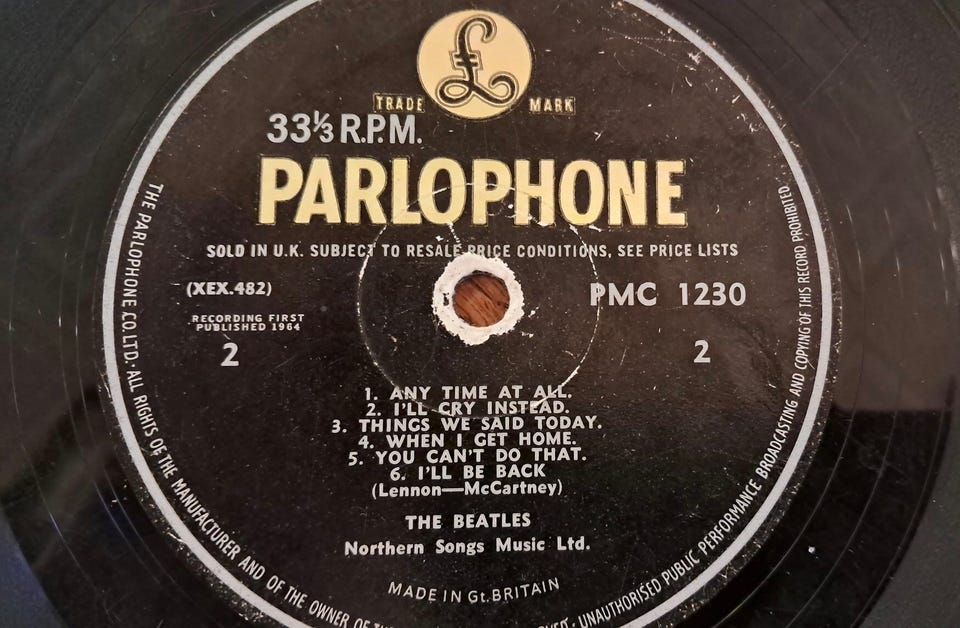 £
TRADE MARK
33⅓ R.P.M.
PARLOPHONE
SOLD IN U.K. SUBJECT TO RESALE PRICE CONDITIONS, SEE PRICE LISTS
(XEX.482)
PMC 1230
RECORDING FIRST
PUBLISHED 1964
2
2
1. ANY TIME AT ALL.
2. I'LL CRY INSTEAD.
3. THINGS WE SAID TODAY.
4. WHEN I GET HOME.
5. YOU CAN'T DO THAT.
6. I'LL BE BACK
(Lennon—McCartney)
THE BEATLES
Northern Songs Music Ltd.
MADE IN Gt. BRITAIN
THE PARLOPHONE CO. LTD. · ALL RIGHTS OF THE MANUFACTURER AND OF THE OWNER OF
UNAUTHORISED PUBLIC PERFORMANCE BROADCASTING AND COPYING OF THIS RECORD PROHIBITED